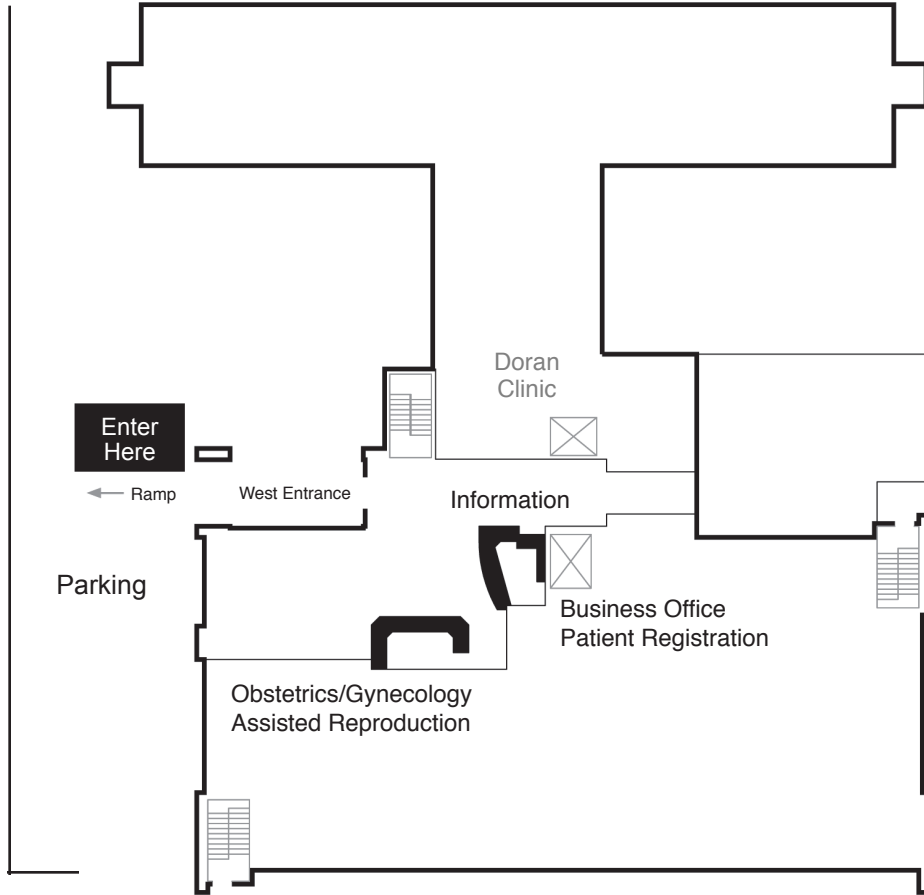 Doran
Clinic
Enter
Here
Ramp
West Entrance
Information
Parking
Business Office
Patient Registration
Obstetrics/Gynecology
Assisted Reproduction